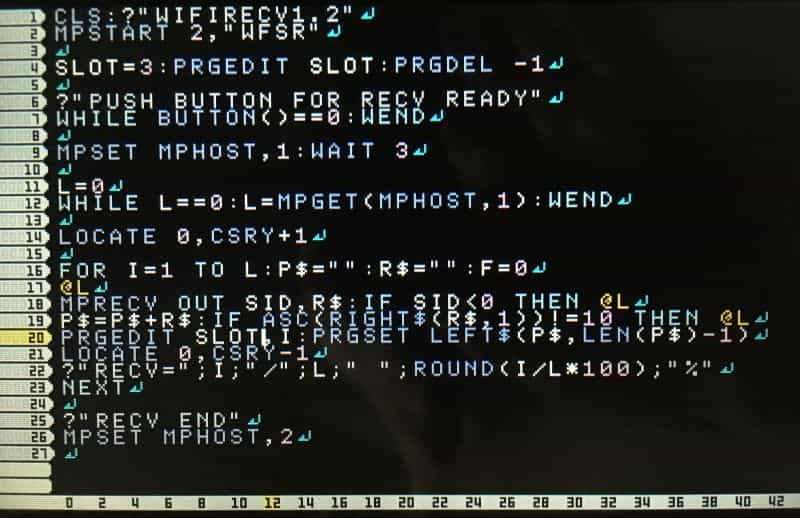 1 CLS:?"WIFIRECV1.2"
2 MPSTART 2,"WFSR"
3
4 SLOT=3:PRGEDIT SLOT:PRGDEL -1
5
6 ?"PUSH BUTTON FOR RECV READY"
7 WHILE BUTTON()==0:WEND
8
9 MPSET MPHOST,1:WAIT 3
10
11 L=0
12 WHILE L==0:L=MPGET(MPHOST,1):WEND
13
14 LOCATE 0,CSRY+1
15
16 FOR I=1 TO L:P$="":R$="":F=0
17 @L
18 MPRECV OUT SID,R$:IF SID<0 THEN @L
19 P$=P$+R$:IF ASC(RIGHT$(R$,1))!=10 THEN @L
20 PRGEDIT SLOT,I:PRGSET LEFT$(P$,LEN(P$)-1)
21 LOCATE 0,CSRY-1
22 ?"RECV=";I;"/";L;" ";ROUND(I/L*100);"%"
23 NEXT
24
25 ?"RECV END"
26 MPSET MPHOST,2
27
0 2 4 6 8 10 12 14 16 18 20 22 24 26 28 30 32 34 36 38 40 42